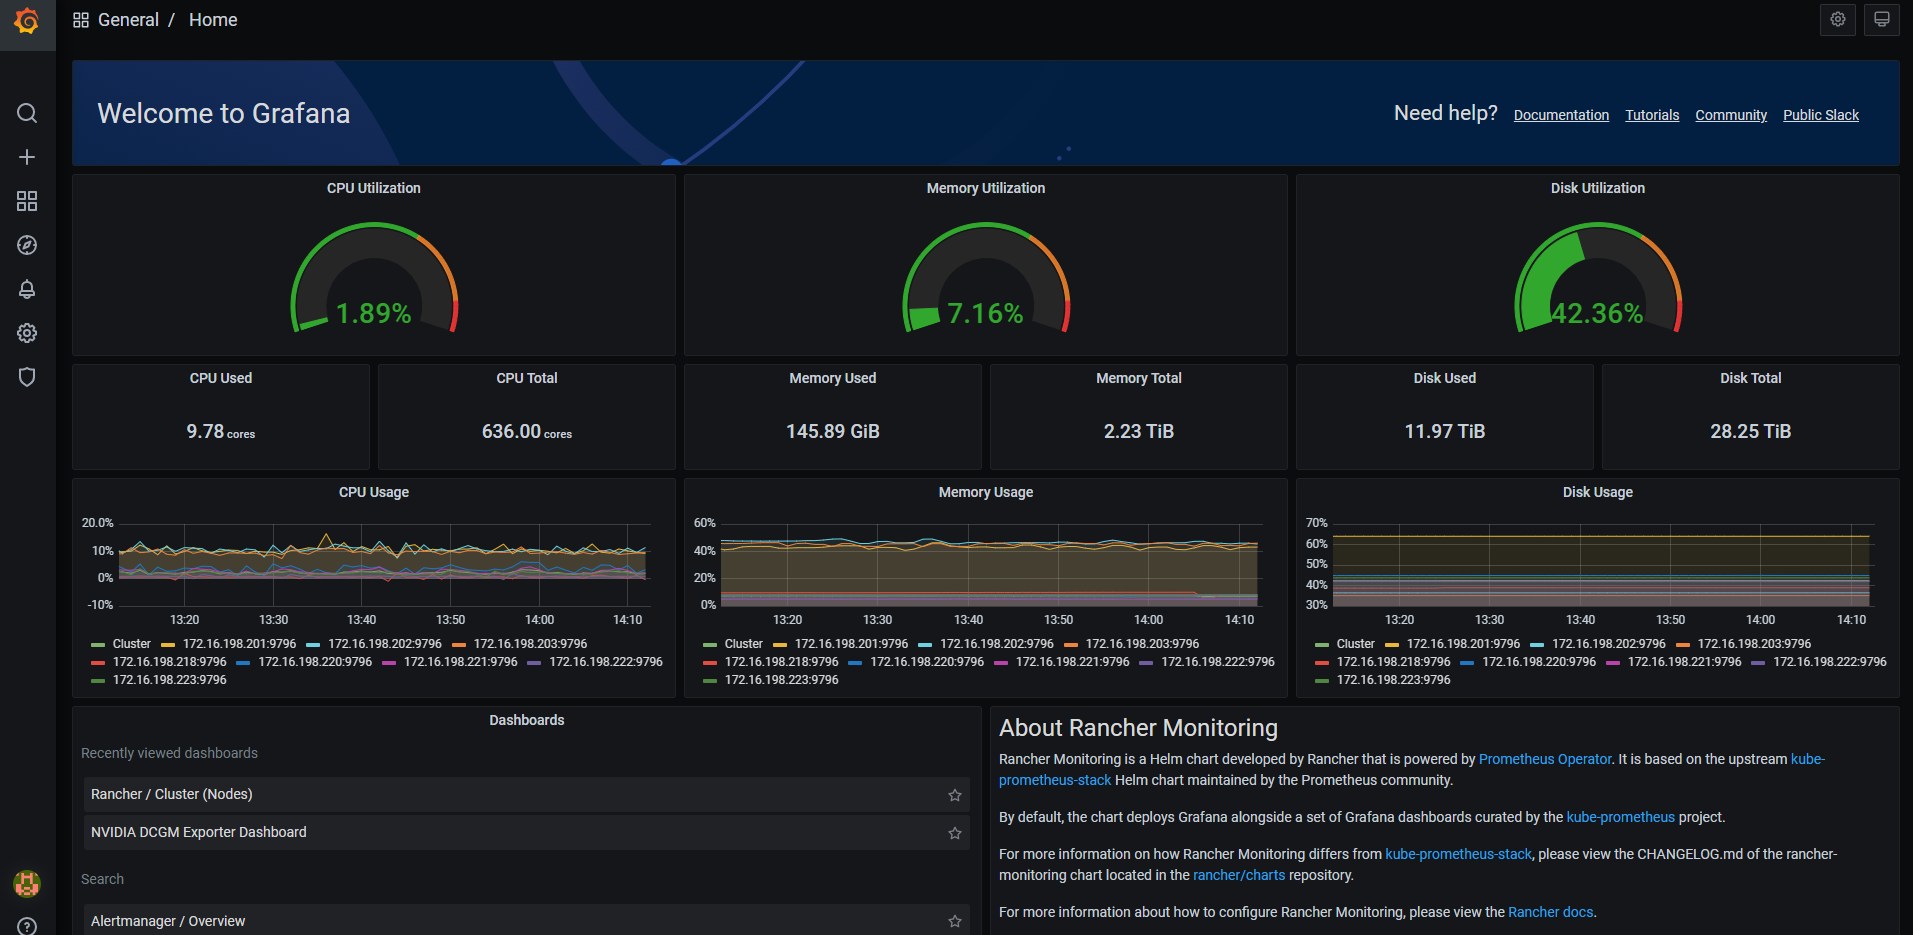 General / Home
Welcome to Grafana
Need help? Documentation Tutorials Community Public Slack
CPU Utilization
1.89%
Memory Utilization
7.16%
Disk Utilization
42.36%
CPU Used
9.78 cores
CPU Total
636.00 cores
Memory Used
145.89 GiB
Memory Total
2.23 TiB
Disk Used
11.97 TiB
Disk Total
28.25 TiB
CPU Usage
20.0%
10%
0%
-10%
13:20 13:30 13:40 13:50 14:00 14:10
Cluster 172.16.198.201:9796 172.16.198.202:9796 172.16.198.203:9796
172.16.198.218:9796 172.16.198.220:9796 172.16.198.221:9796 172.16.198.222:9796
172.16.198.223:9796
Memory Usage
60%
40%
20%
0%
13:20 13:30 13:40 13:50 14:00 14:10
Cluster 172.16.198.201:9796 172.16.198.202:9796 172.16.198.203:9796
172.16.198.218:9796 172.16.198.220:9796 172.16.198.221:9796 172.16.198.222:9796
172.16.198.223:9796
Disk Usage
70%
60%
50%
40%
30%
13:20 13:30 13:40 13:50 14:00 14:10
Cluster 172.16.198.201:9796 172.16.198.202:9796 172.16.198.203:9796
172.16.198.218:9796 172.16.198.220:9796 172.16.198.221:9796 172.16.198.222:9796
172.16.198.223:9796
Dashboards
Recently viewed dashboards
Rancher / Cluster (Nodes)
NVIDIA DCGM Exporter Dashboard
Search
Alertmanager / Overview
About Rancher Monitoring
Rancher Monitoring is a Helm chart developed by Rancher that is powered by Prometheus Operator. It is based on the upstream kube-
prometheus-stack Helm chart maintained by the Prometheus community.
By default, the chart deploys Grafana alongside a set of Grafana dashboards curated by the kube-prometheus project.
For more information on how Rancher Monitoring differs from kube-prometheus-stack, please view the CHANGELOG.md of the rancher-
monitoring chart located in the rancher/charts repository.
For more information about how to configure Rancher Monitoring, please view the Rancher docs.